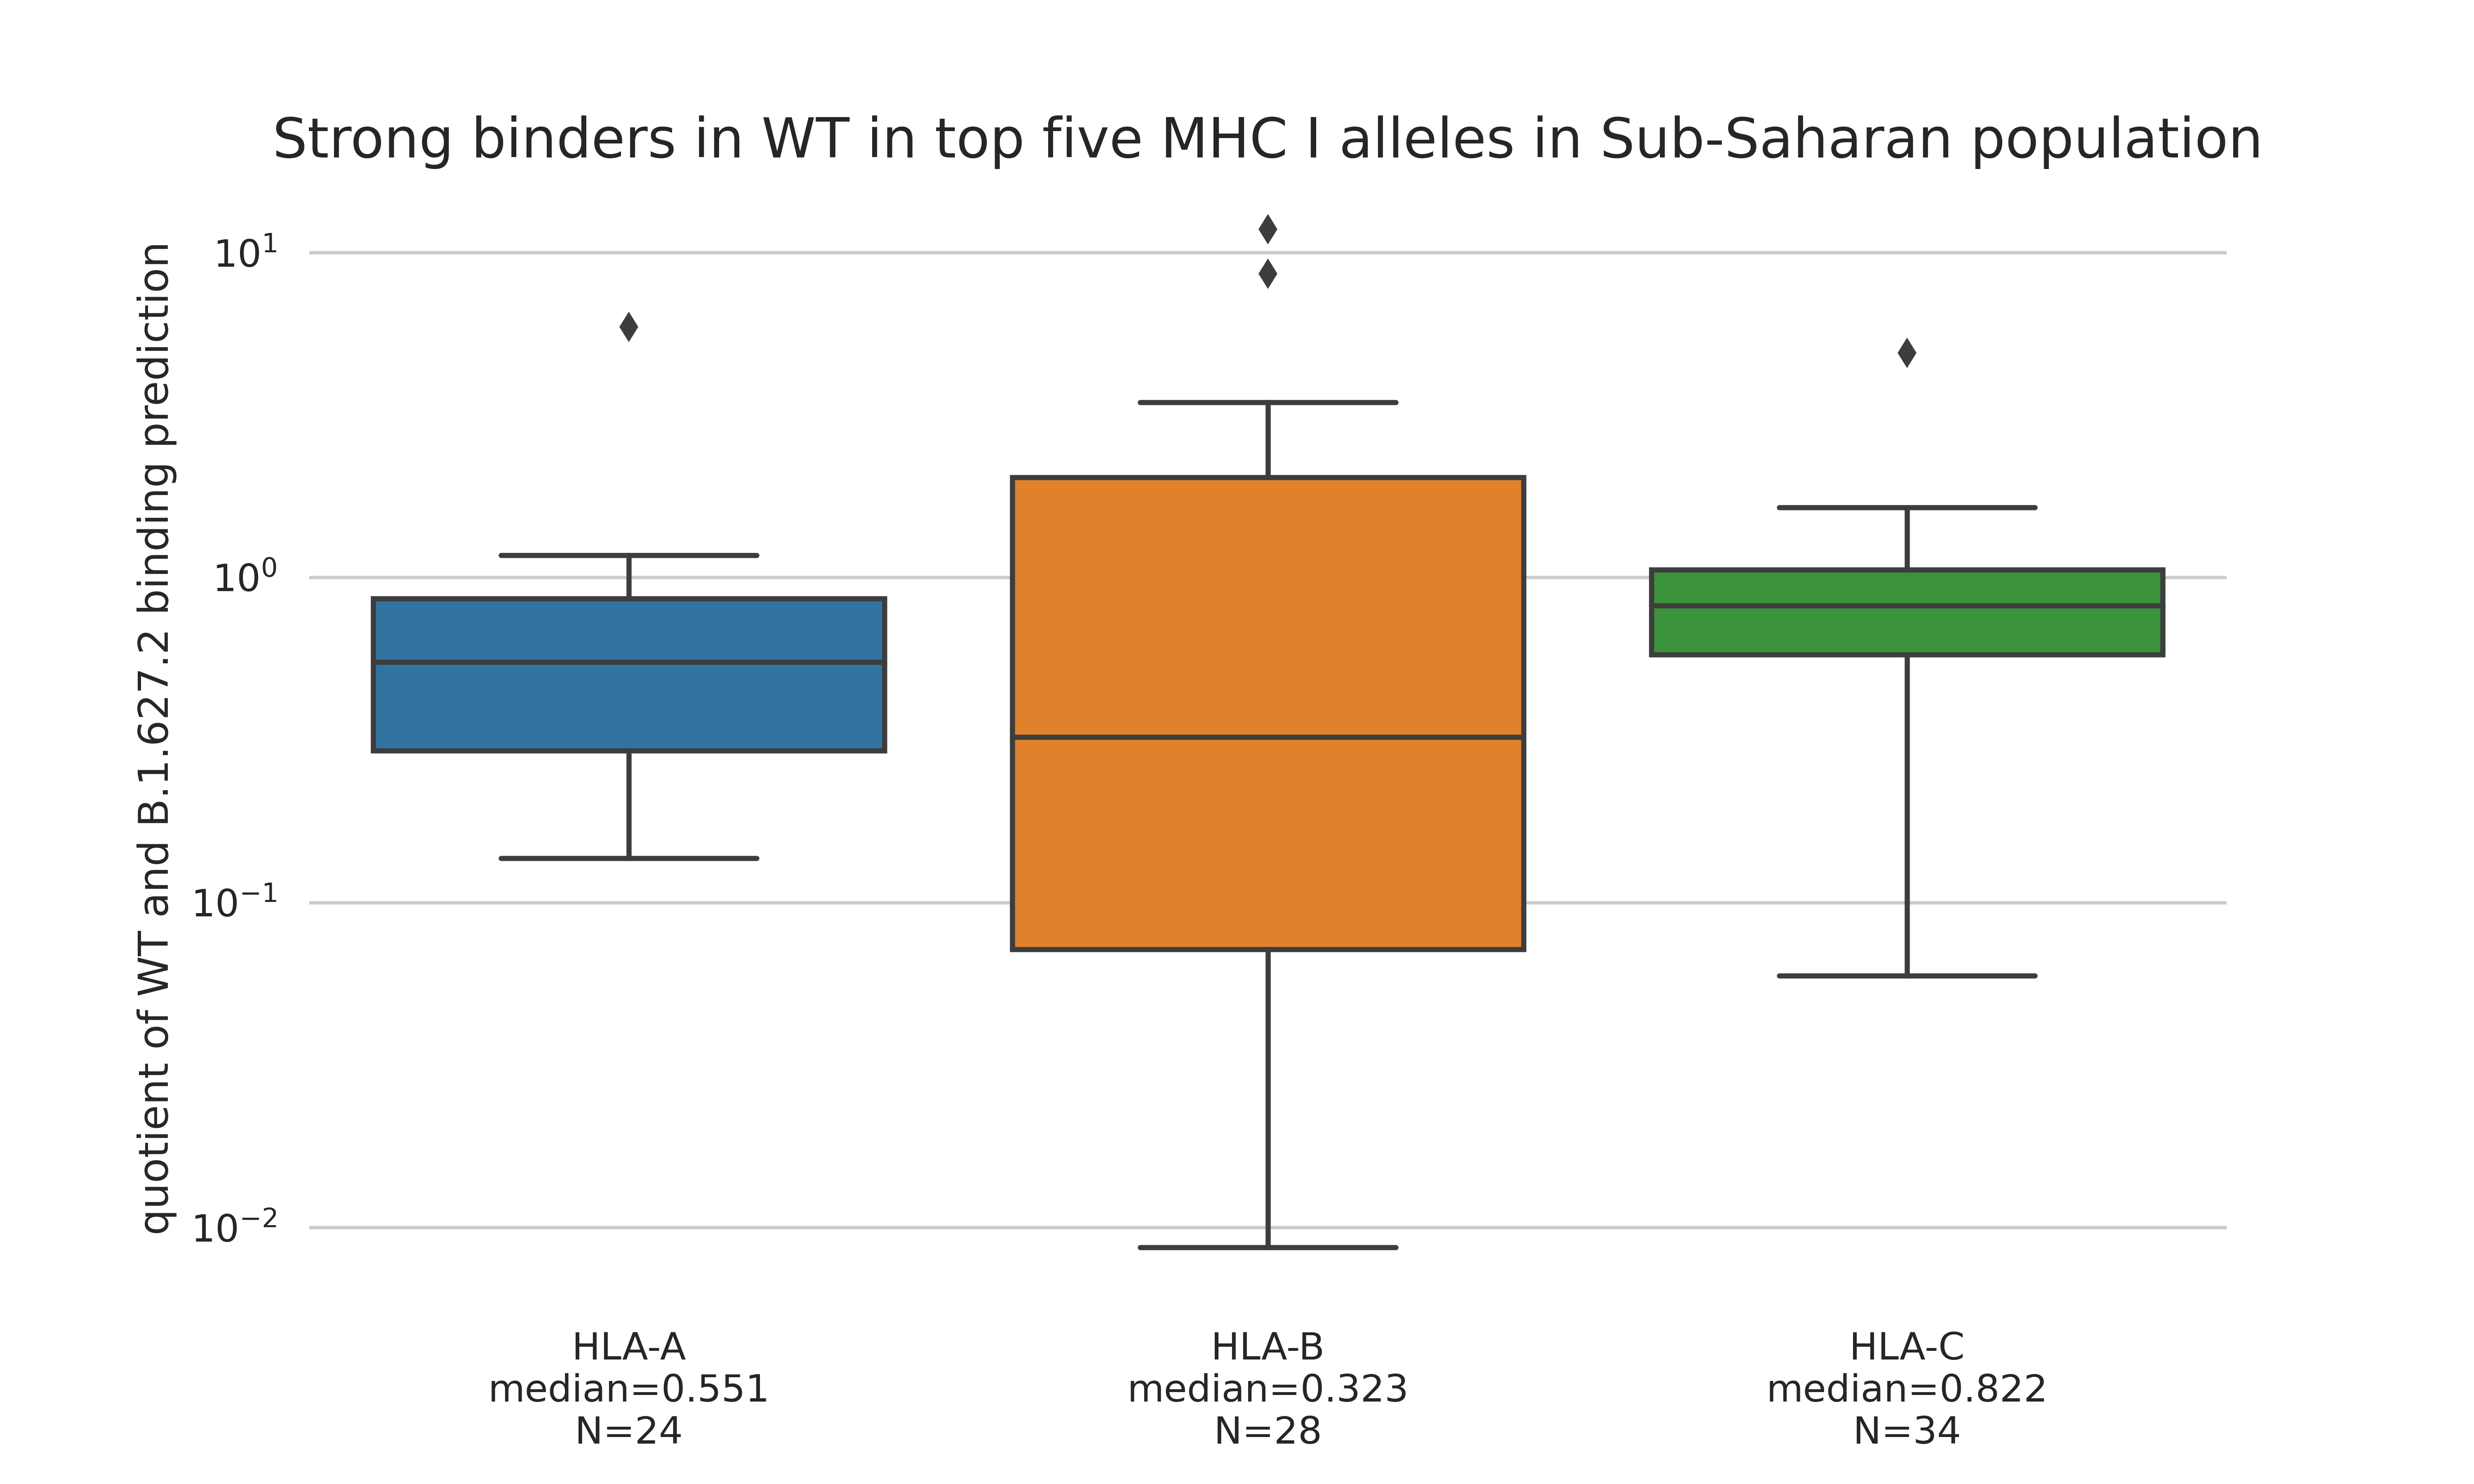 Strong binders in WT in top five MHC I alleles in Sub-Saharan population
quotient of WT and B.1.627.2 binding prediction
10¹
10⁰
10⁻¹
10⁻²
HLA-A
median=0.551
N=24
HLA-B
median=0.323
N=28
HLA-C
median=0.822
N=34